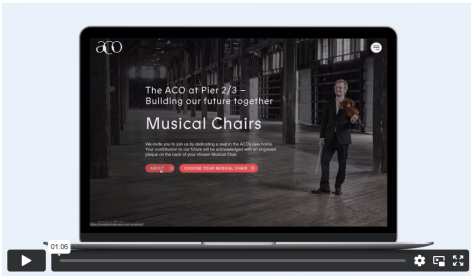 aco
The ACO at Pier 2/3 –
Building our future together
Musical Chairs
We invite you to join us by dedicating a seat in the ACO's new home.
Your contribution to our future will be acknowledged with an engraved
plaque on the back of your chosen Musical Chair.
ABOUT
CHOOSE YOUR MUSICAL CHAIR
01:06